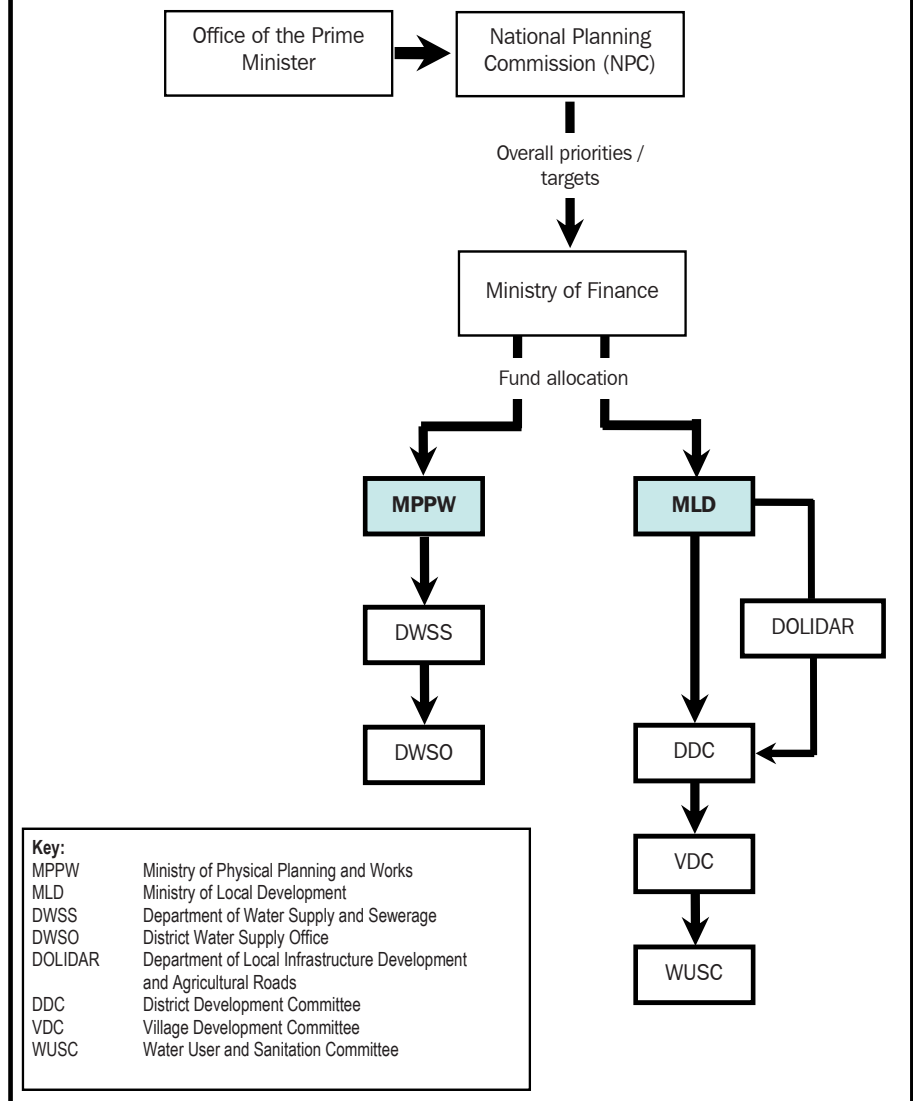 Office of the Prime
Minister
National Planning
Commission (NPC)
Overall priorities /
targets
Ministry of Finance
Fund allocation
MPPW
MLD
DWSS
DOLIDAR
DWSO
DDC
VDC
WUSC
Key:
MPPW Ministry of Physical Planning and Works
MLD Ministry of Local Development
DWSS Department of Water Supply and Sewerage
DWSO District Water Supply Office
DOLIDAR Department of Local Infrastructure Development
and Agricultural Roads
DDC District Development Committee
VDC Village Development Committee
WUSC Water User and Sanitation Committee